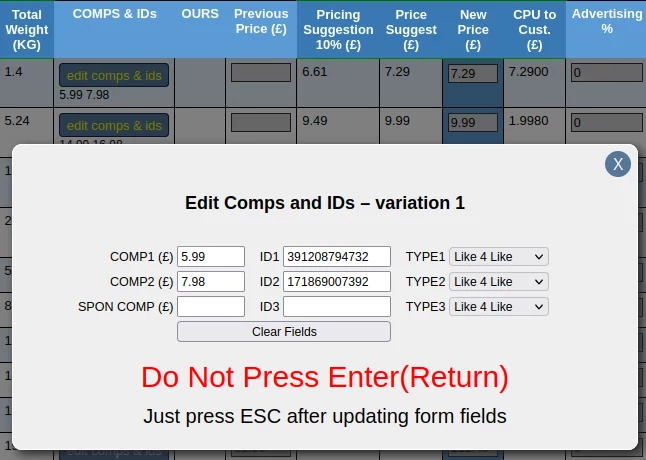 Total Weight (KG) COMPS & IDs OURS Previous Price (£) Pricing Suggestion 10% (£) Price Suggest (£) New Price (£) CPU to Cust. (£) Advertising %
1.4 edit comps & ids 6.61 7.29 7.29 7.2900 0
5.99 7.98
5.24 edit comps & ids 9.49 9.99 9.99 1.9980 0
X
Edit Comps and IDs – variation 1
COMP1 (£) 5.99 ID1 391208794732 TYPE1 Like 4 Like
COMP2 (£) 7.98 ID2 171869007392 TYPE2 Like 4 Like
SPON COMP (£) ID3 TYPE3 Like 4 Like
Clear Fields
Do Not Press Enter(Return)
Just press ESC after updating form fields
edit comps & ids